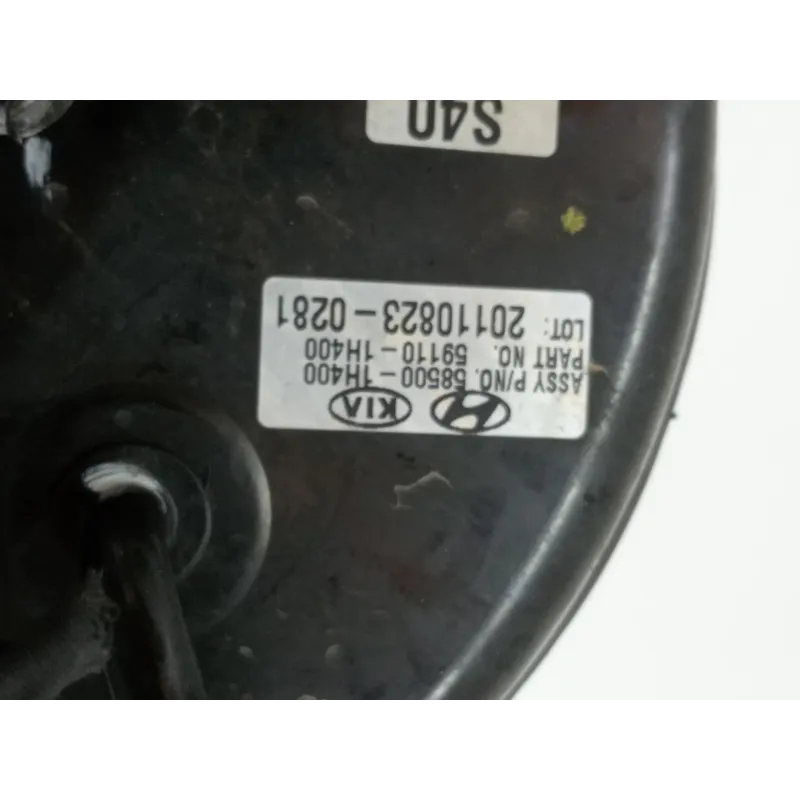 KIA
ASSY P/NO. 58500-1H400
PART NO. 59110-1H400
LOT: 20110823-0281
S40